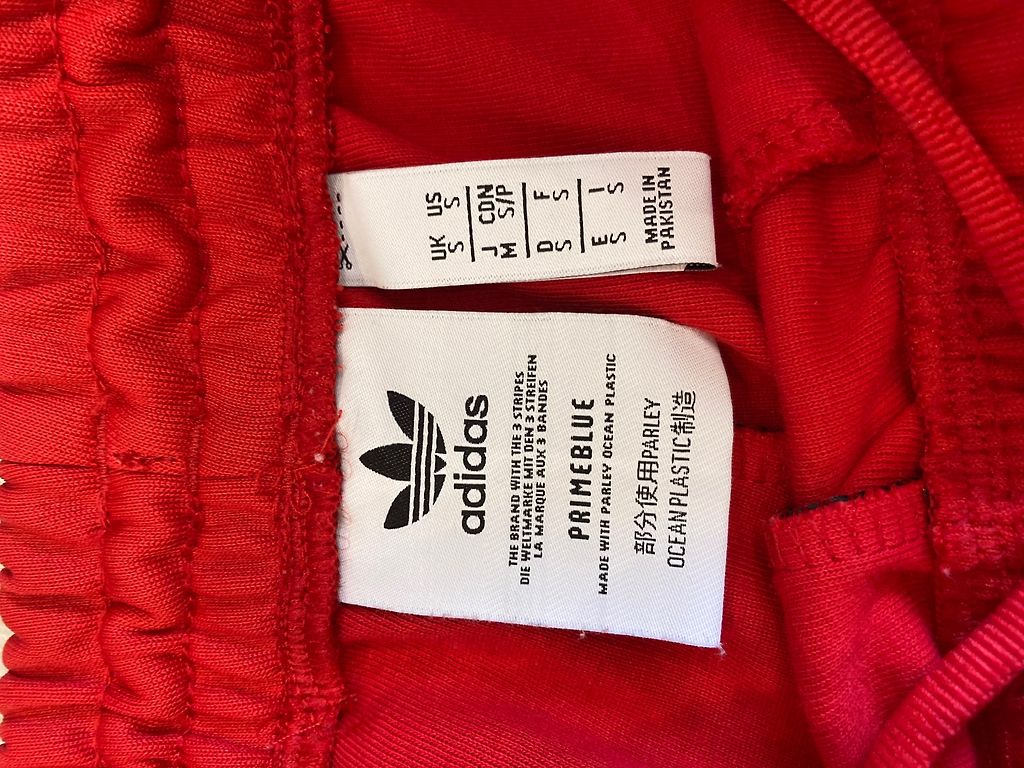 UK US
S S
J CDN
M S/P
D F
S S
E I
S S
MADE IN
PAKISTAN
adidas
THE BRAND WITH THE 3 STRIPES
DIE WELTMARKE MIT DEN 3 STREIFEN
LA MARQUE AUX 3 BANDES
PRIMEBLUE
MADE WITH PARLEY OCEAN PLASTIC
部分使用PARLEY
OCEAN PLASTIC制造